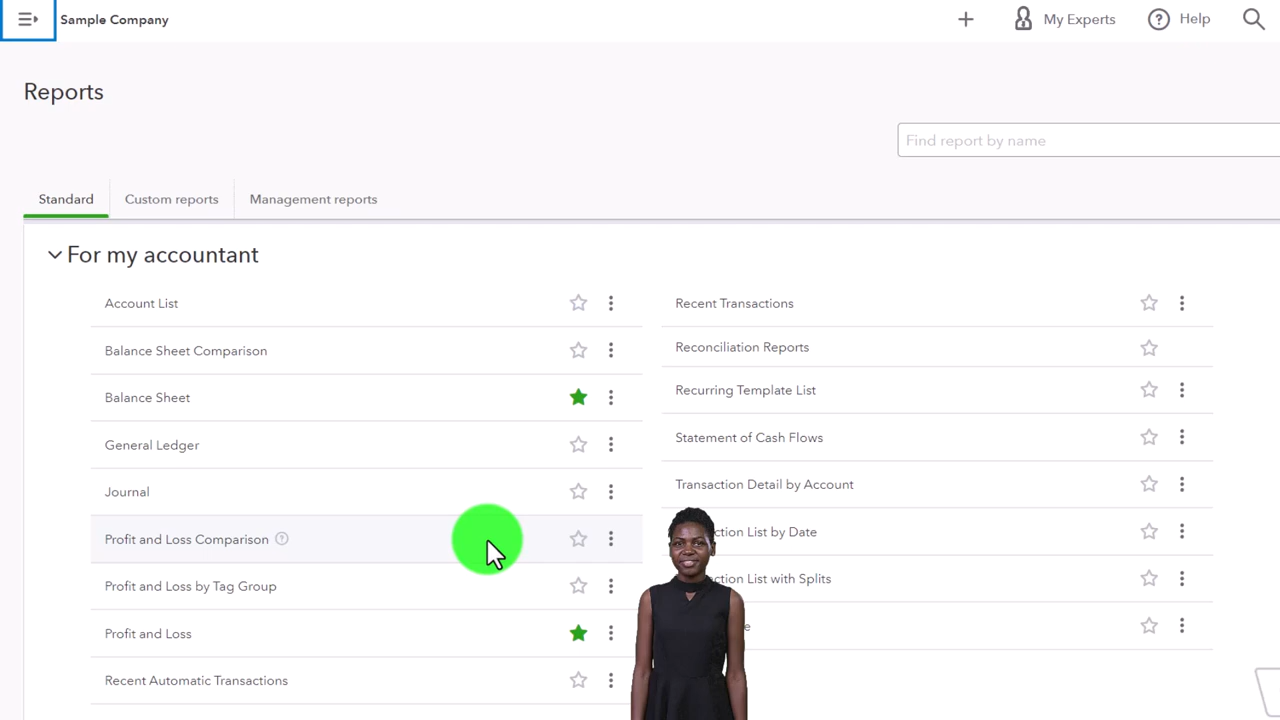 Sample Company
My Experts
Help
Reports
Find report by name
Standard
Custom reports
Management reports
For my accountant
Account List
Balance Sheet Comparison
Balance Sheet
General Ledger
Journal
Profit and Loss Comparison
Profit and Loss by Tag Group
Profit and Loss
Recent Automatic Transactions
Recent Transactions
Reconciliation Reports
Recurring Template List
Statement of Cash Flows
Transaction Detail by Account
List by Date
List with Splits